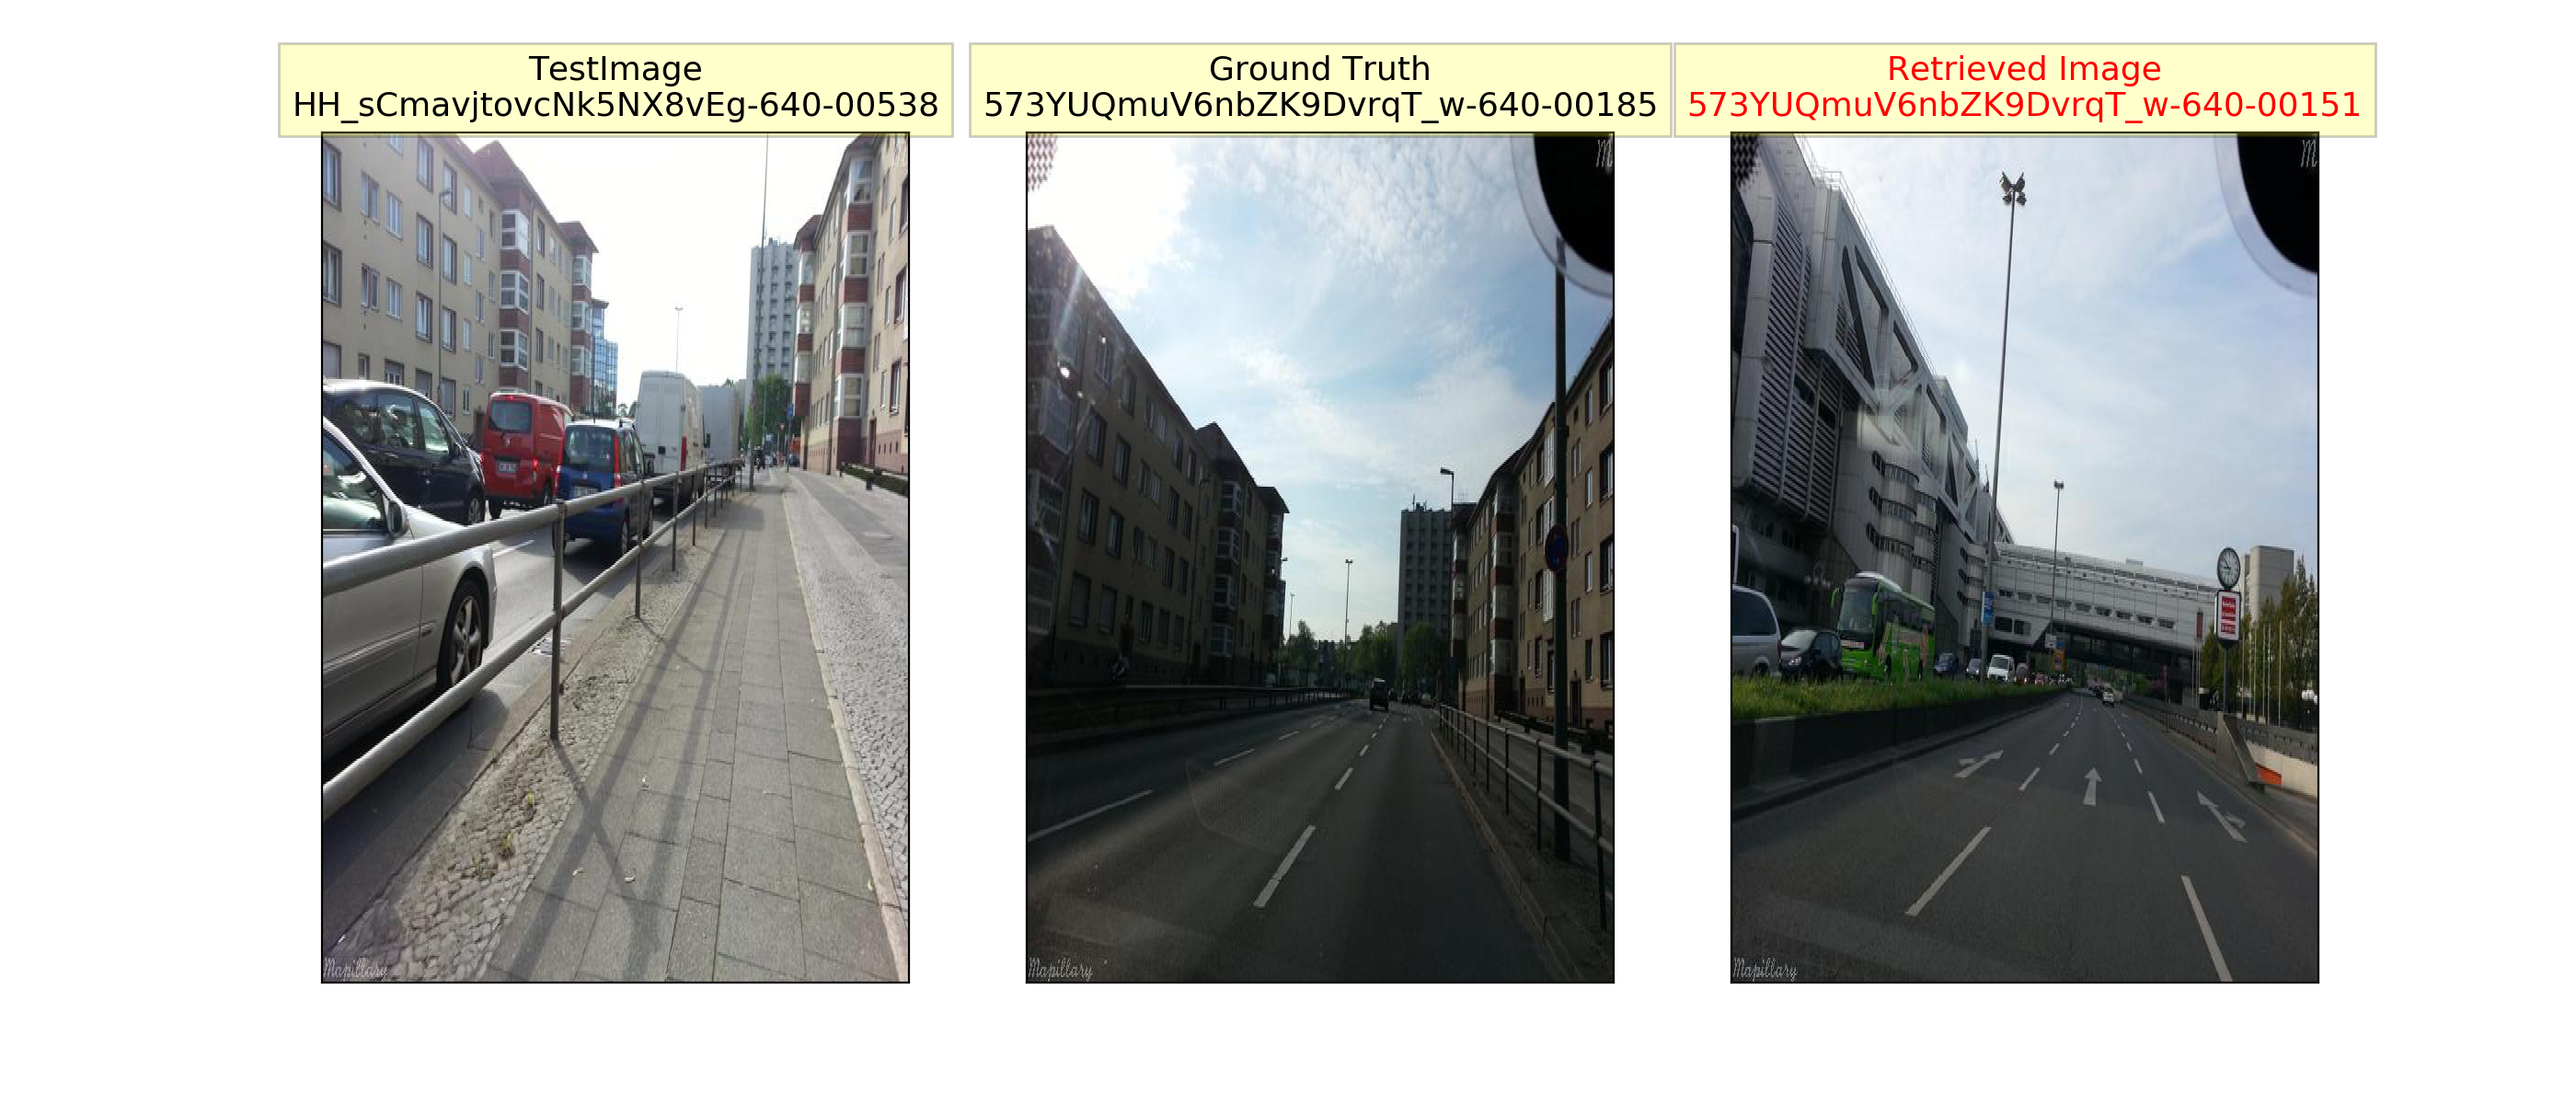 TestImage
HH_sCmavjtovcNk5NX8vEg-640-00538
Ground Truth
573YUQmuV6nbZK9DvrqT_w-640-00185
Retrieved Image
573YUQmuV6nbZK9DvrqT_w-640-00151
Mapillary
Mapillary
Mapillary